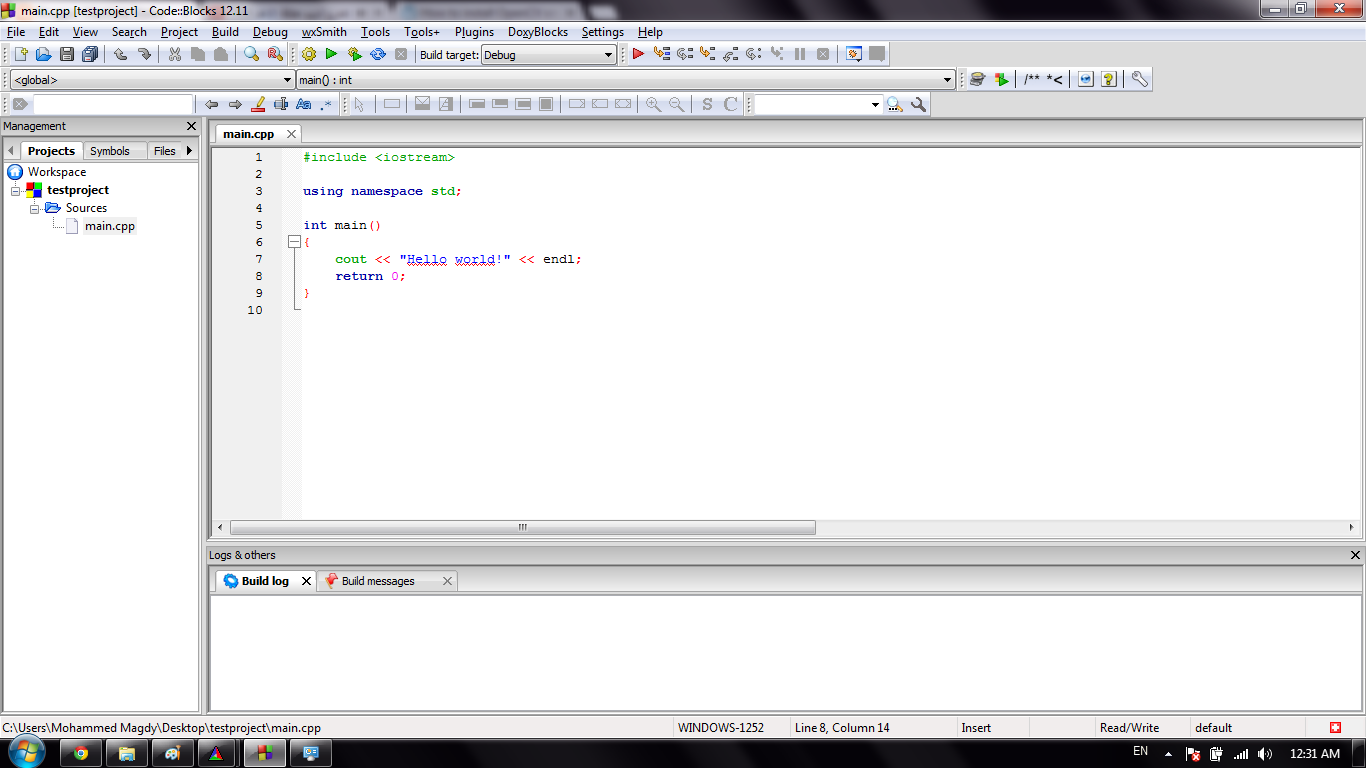 main.cpp [testproject] - Code::Blocks 12.11
File Edit View Search Project Build Debug wxSmith Tools Tools+ Plugins DoxyBlocks Settings Help
Build target: Debug
<global> main() : int
/** *<
Aa .*
S C
Management
Projects Symbols Files
Workspace
testproject
Sources
main.cpp
main.cpp
1 #include <iostream>
2
3 using namespace std;
4
5 int main()
6 {
7 cout << "Hello world!" << endl;
8 return 0;
9 }
10
Logs & others
Build log Build messages
C:\Users\Mohammed Magdy\Desktop\testproject\main.cpp WINDOWS-1252 Line 8, Column 14 Insert Read/Write default
EN 12:31 AM